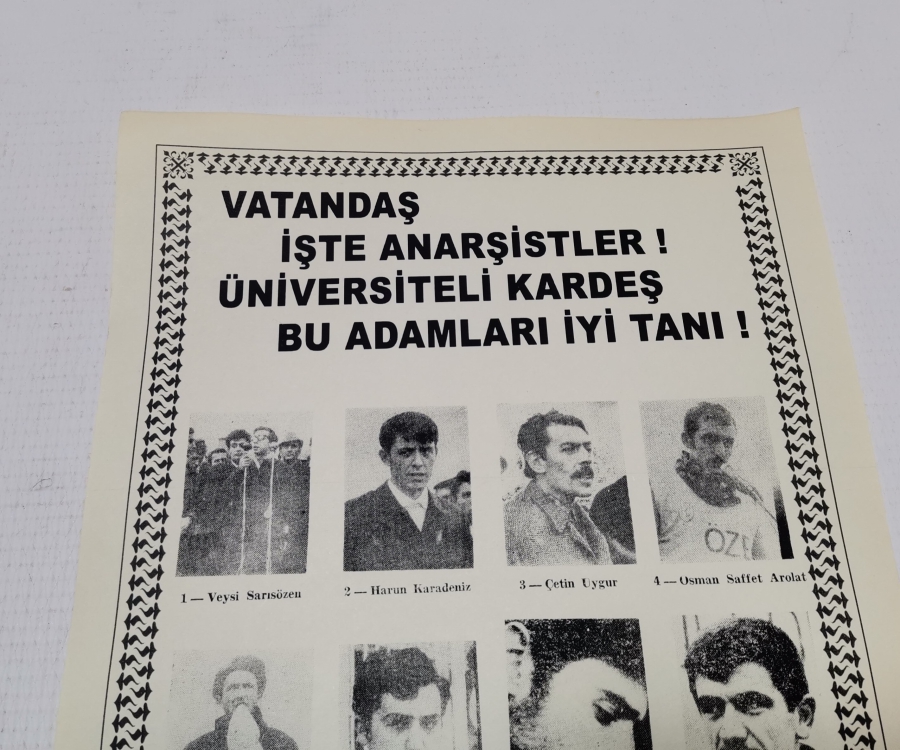 VATANDAŞ
İŞTE ANARŞİSTLER !
ÜNİVERSİTELİ KARDEŞ
BU ADAMLARI İYİ TANI !
ÖZE
1 — Veysi Sarısözen
2 — Harun Karadeniz
3 — Çetin Uygur
4 — Osman Saffet Arolat